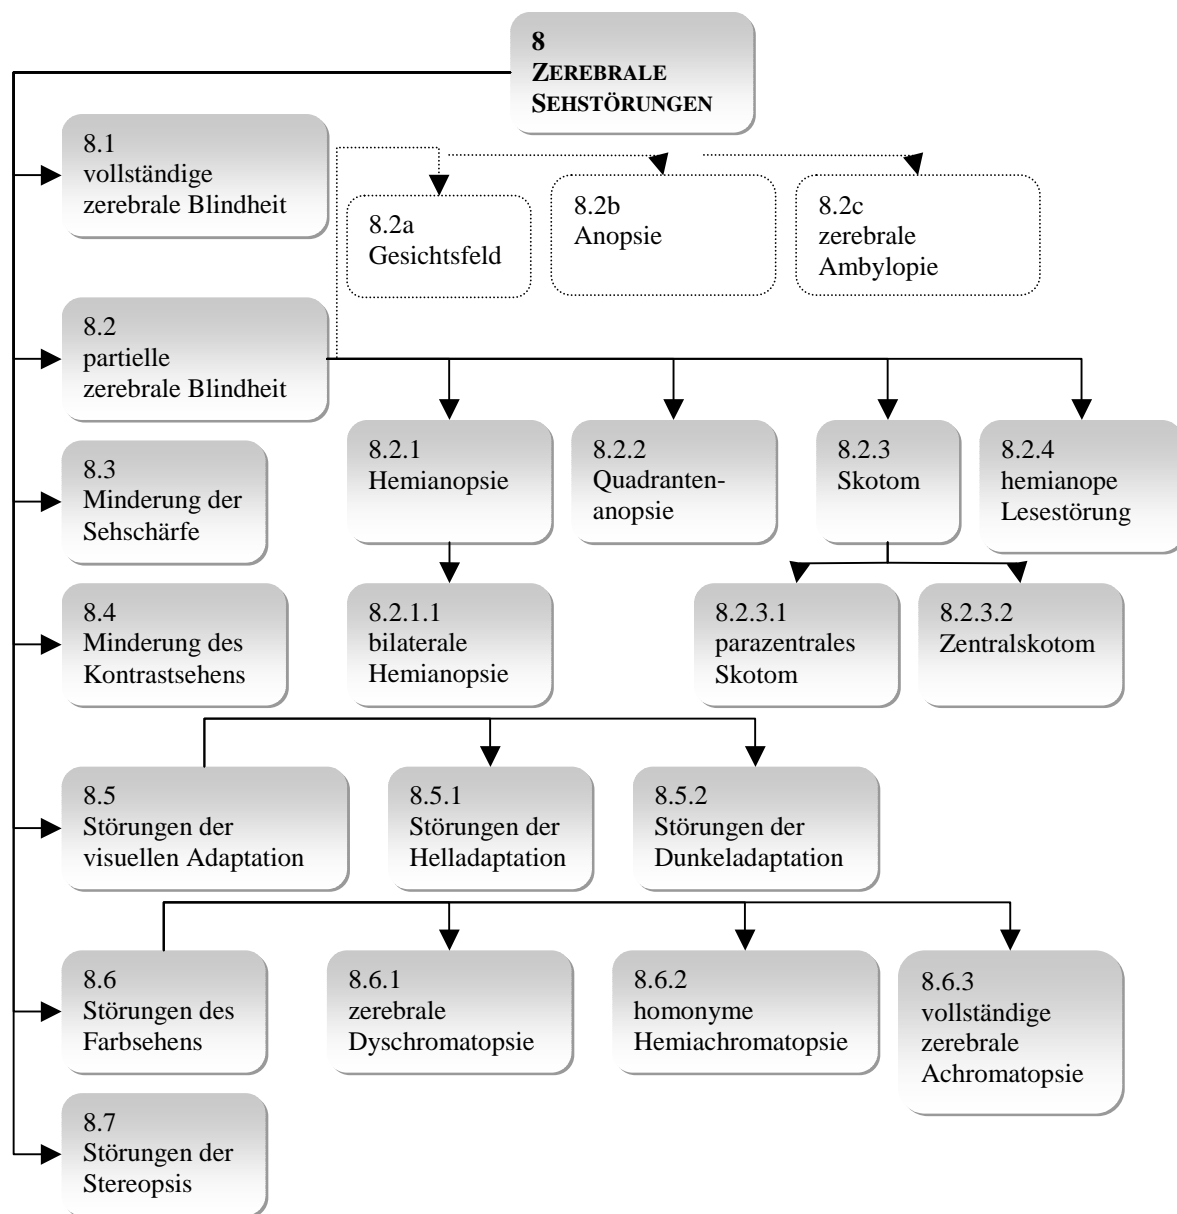 8
ZEREBRALE
SEHSTÖRUNGEN
8.1
vollständige
zerebrale Blindheit
8.2a
Gesichtsfeld
8.2b
Anopsie
8.2c
zerebrale
Ambylopie
8.2
partielle
zerebrale Blindheit
8.2.1
Hemianopsie
8.2.2
Quadranten-
anopsie
8.2.3
Skotom
8.2.4
hemianope
Lesestörung
8.3
Minderung der
Sehschärfe
8.4
Minderung des
Kontrastsehens
8.2.1.1
bilaterale
Hemianopsie
8.2.3.1
parazentrales
Skotom
8.2.3.2
Zentralskotom
8.5
Störungen der
visuellen Adaptation
8.5.1
Störungen der
Helladaptation
8.5.2
Störungen der
Dunkeladaptation
8.6
Störungen des
Farbsehens
8.6.1
zerebrale
Dyschromatopsie
8.6.2
homonyme
Hemiachromatopsie
8.6.3
vollständige
zerebrale
Achromatopsie
8.7
Störungen der
Stereopsis